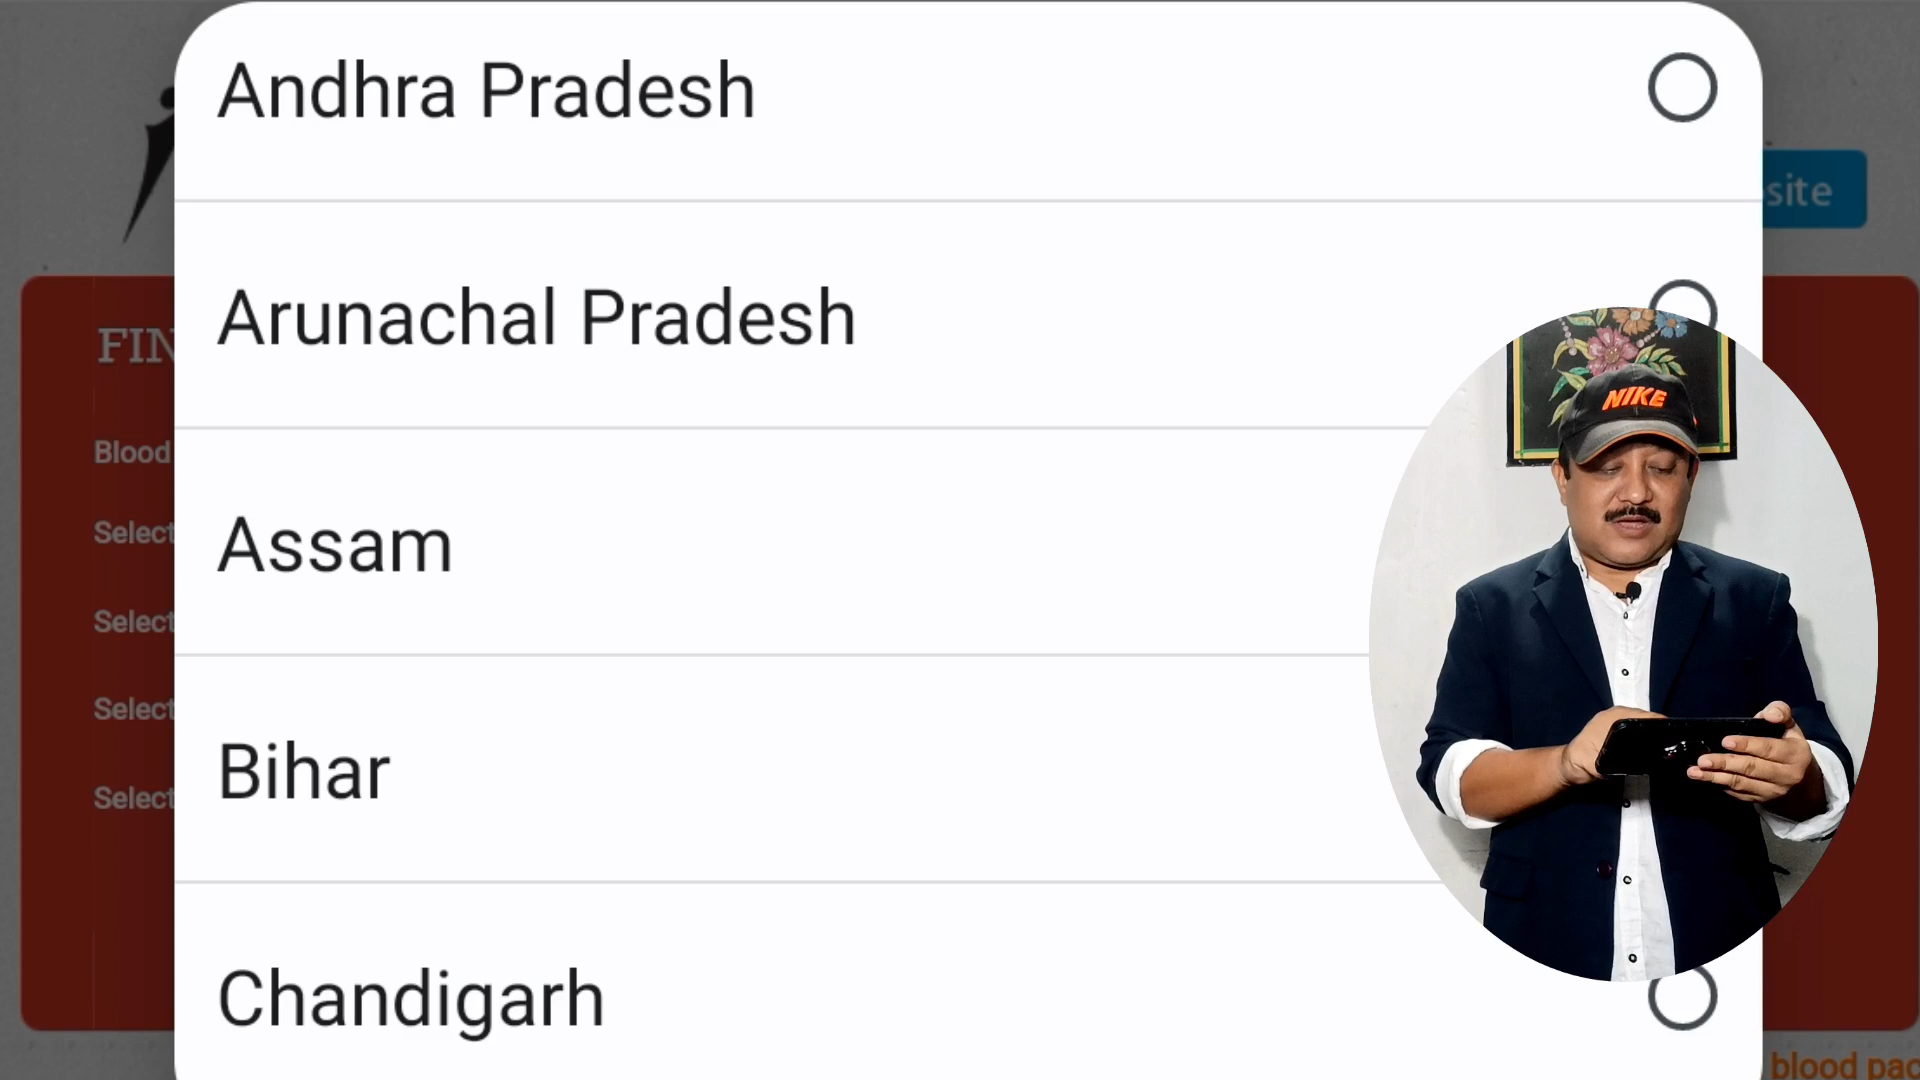 Andhra Pradesh
site
Arunachal Pradesh
FIN
NIKE
Blood
Select
Assam
Select
Select
Bihar
Select
Chandigarh
blood pac